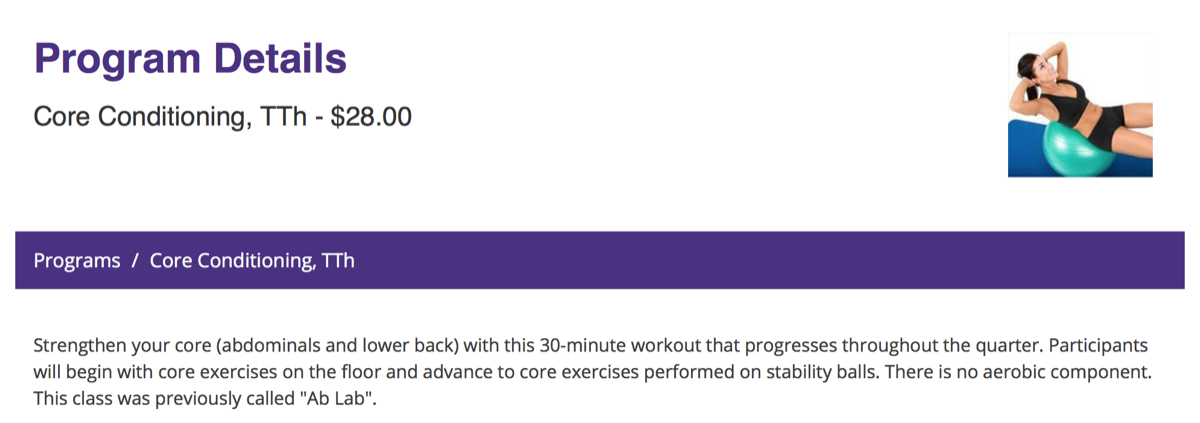 Program Details
Core Conditioning, TTh - $28.00
Programs / Core Conditioning, TTh
Strengthen your core (abdominals and lower back) with this 30-minute workout that progresses throughout the quarter. Participants
will begin with core exercises on the floor and advance to core exercises performed on stability balls. There is no aerobic component.
This class was previously called "Ab Lab".